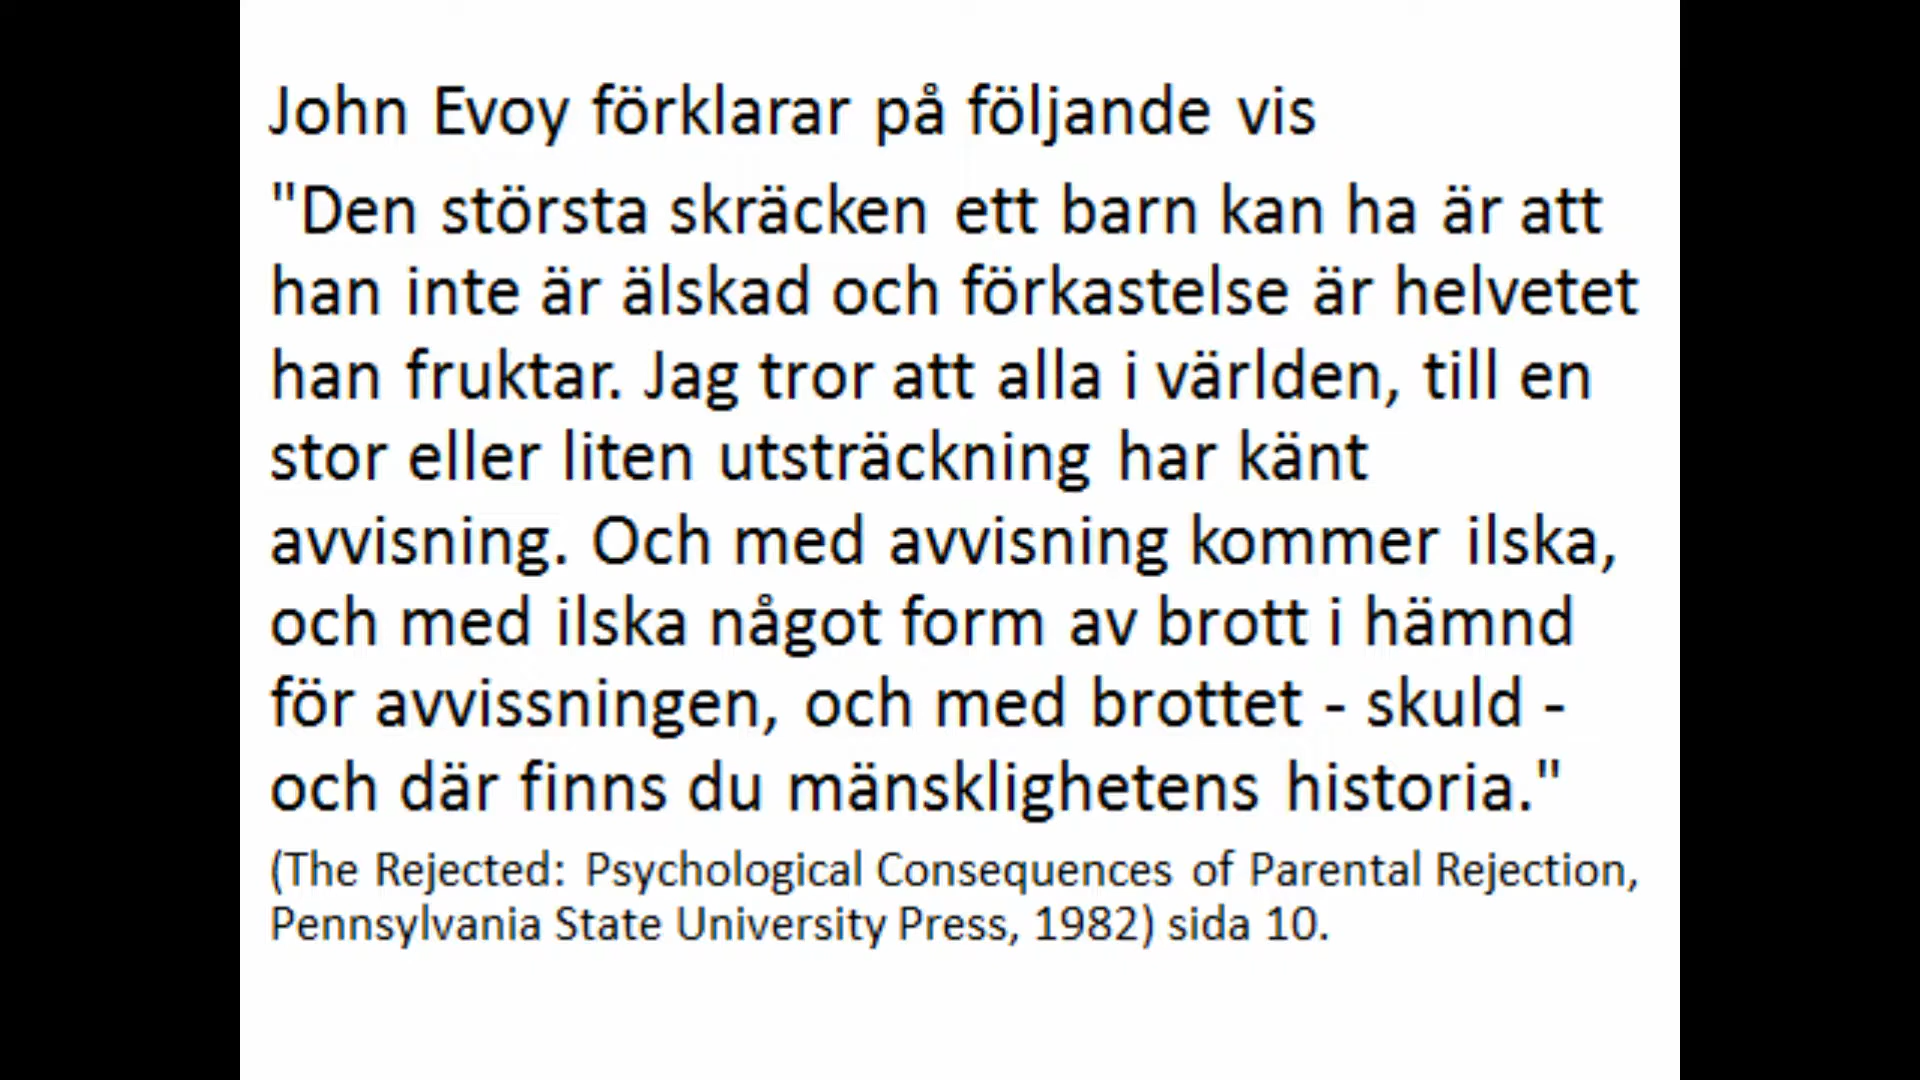 John Evoy förklarar på följande vis
"Den största skräcken ett barn kan ha är att
han inte är älskad och förkastelse är helvetet
han fruktar. Jag tror att alla i världen, till en
stor eller liten utsträckning har känt
avvisning. Och med avvisning kommer ilska,
och med ilska något form av brott i hämnd
för avvissningen, och med brottet - skuld -
och där finns du mänsklighetens historia."
(The Rejected: Psychological Consequences of Parental Rejection,
Pennsylvania State University Press, 1982) sida 10.